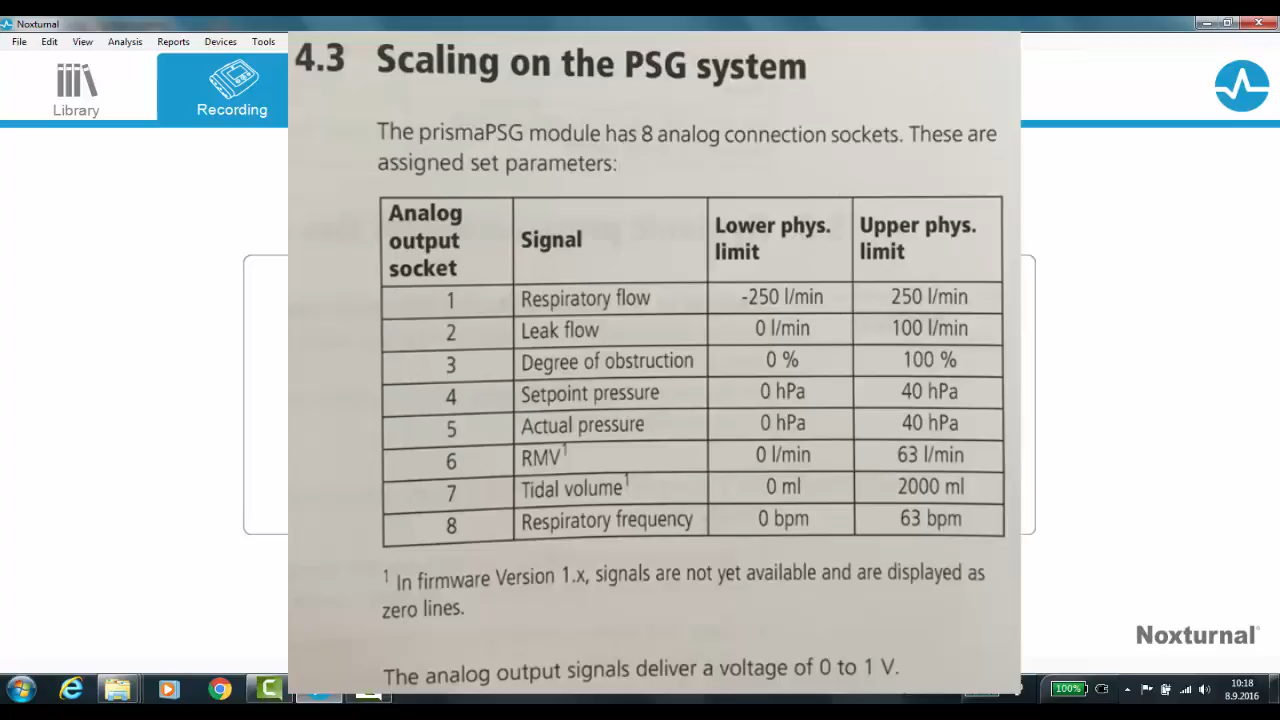 Noxturnal
File Edit View Analysis Reports Devices Tools
Library
Recording
4.3 Scaling on the PSG system
The prismaPSG module has 8 analog connection sockets. These are
assigned set parameters:
Analog output socket Signal Lower phys. limit Upper phys. limit
1 Respiratory flow -250 l/min 250 l/min
2 Leak flow 0 l/min 100 l/min
3 Degree of obstruction 0 % 100 %
4 Setpoint pressure 0 hPa 40 hPa
5 Actual pressure 0 hPa 40 hPa
6 RMV¹ 0 l/min 63 l/min
7 Tidal volume¹ 0 ml 2000 ml
8 Respiratory frequency 0 bpm 63 bpm
¹ In firmware Version 1.x, signals are not yet available and are displayed as
zero lines.
The analog output signals deliver a voltage of 0 to 1 V.
Noxturnal
100%
10:18
8.9.2016